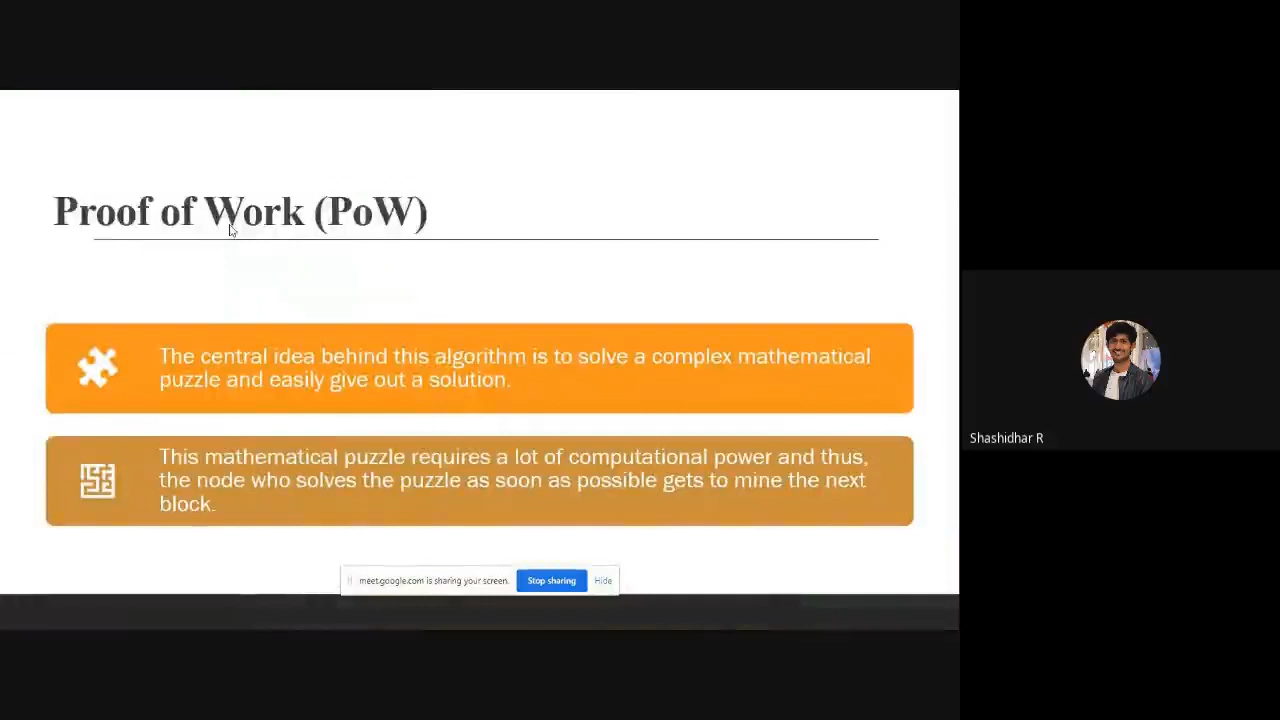 Proof of Work (PoW)
The central idea behind this algorithm is to solve a complex mathematical
puzzle and easily give out a solution.
This mathematical puzzle requires a lot of computational power and thus,
the node who solves the puzzle as soon as possible gets to mine the next
block.
meet.google.com is sharing your screen. Stop sharing Hide
Shashidhar R